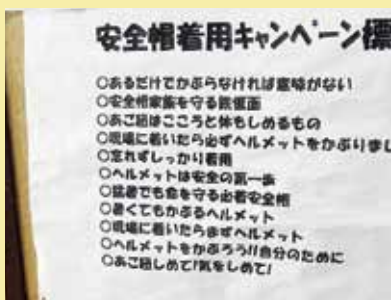 安全帽着用キャンペーン標
○あるだけでかぶらなければ意味がない
○安全帽家族を守る鉄仮面
○あご紐はこころと体もしめるもの
○現場に着いたら必ずヘルメットをかぶりまし
○忘れずしっかり着用
○ヘルメットは安全の第一歩
○猛暑でも命を守る必着安全帽
○暑くてもかぶるヘルメット
○現場に着いたらまずヘルメット
○ヘルメットをかぶろう!!自分のために
○あご紐しめて!気をしめて!